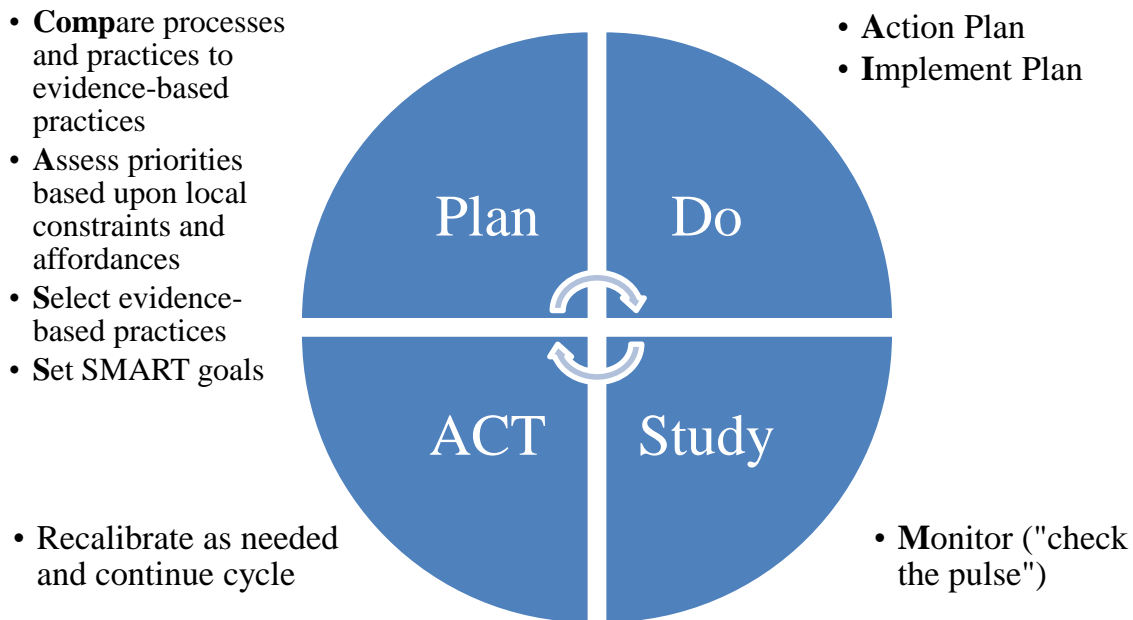 • Compare processes
and practices to
evidence-based
practices
• Assess priorities
based upon local
constraints and
affordances
• Select evidence-
based practices
• Set SMART goals
• Action Plan
• Implement Plan
Plan
Do
ACT
Study
• Recalibrate as needed
and continue cycle
• Monitor ("check
the pulse")